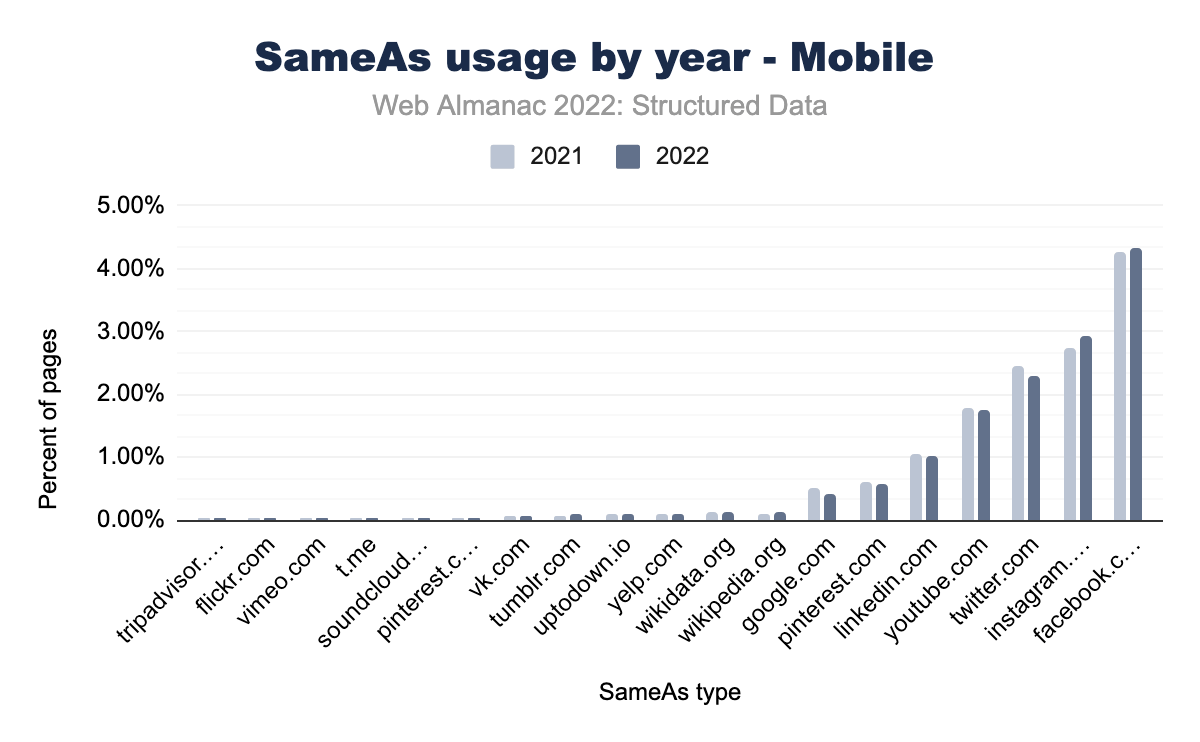 SameAs usage by year - Mobile
Web Almanac 2022: Structured Data
2021
2022
5.00%
4.00%
3.00%
2.00%
1.00%
0.00%
Percent of pages
tripadvisor.…
flickr.com
vimeo.com
t.me
soundcloud…
pinterest.c…
vk.com
tumblr.com
uptodown.io
yelp.com
wikidata.org
wikipedia.org
google.com
pinterest.com
linkedin.com
youtube.com
twitter.com
instagram.…
facebook.c…
SameAs type